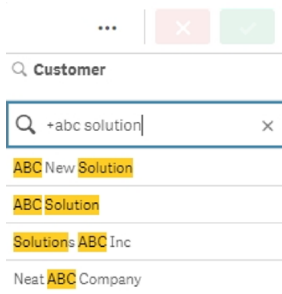 ...
Customer
+abc solution
ABC New Solution
ABC Solution
Solutions ABC Inc
Neat ABC Company